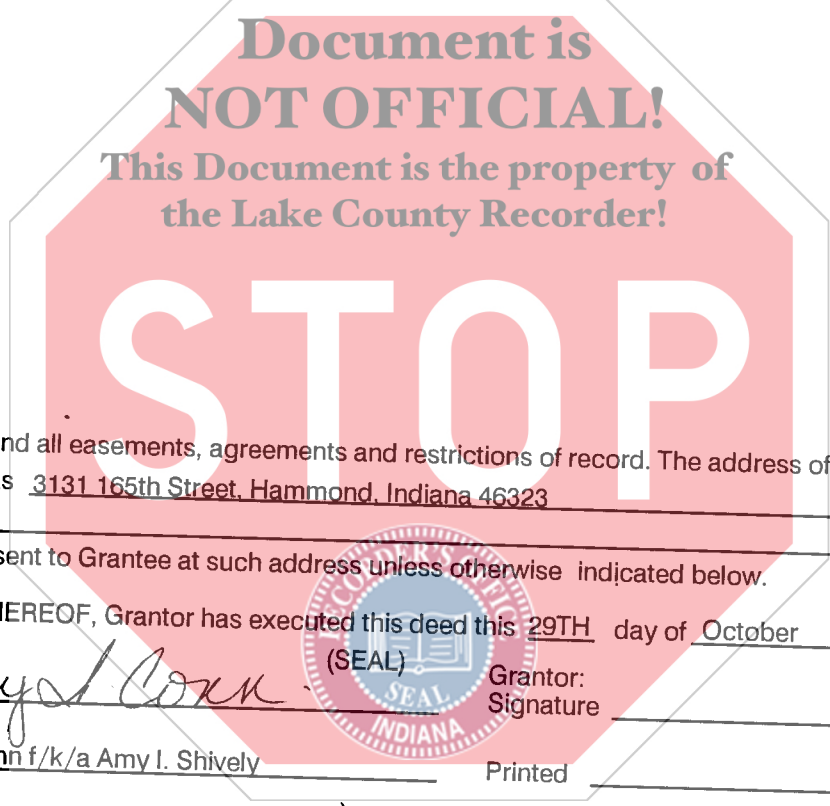 Document is
NOT OFFICIAL!
This Document is the property of
the Lake County Recorder!
STOP
nd all easements, agreements and restrictions of record. The address of
s 3131 165th Street, Hammond, Indiana 46323
sent to Grantee at such address unless otherwise indicated below.
HEREOF, Grantor has executed this deed this 29TH day of October
RECORDER'S OFFICE
(SEAL)
Grantor:
y I. Conn
Signature
SEAL
INDIANA
nn f/k/a Amy I. Shively
Printed